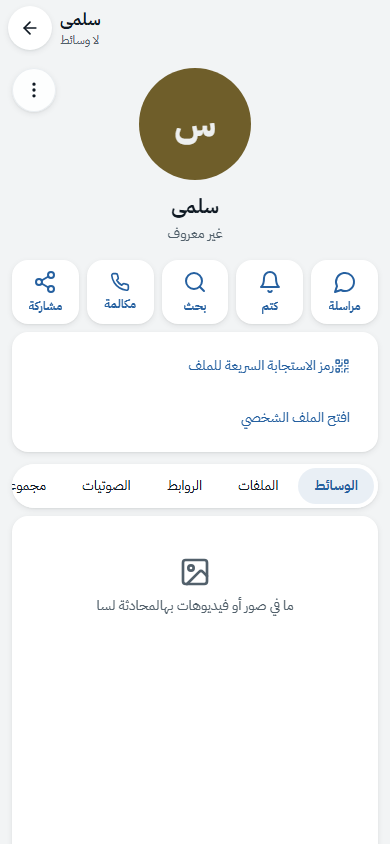 سلمى
لا وسائط
س
سلمى
غير معروف
مراسلة
كتم
بحث
مكالمة
مشاركة
رمز الاستجابة السريعة للملف
افتح الملف الشخصي
الوسائط
الملفات
الروابط
الصوتيات
مجموع
ما في صور أو فيديوهات بهالمحادثة لسا